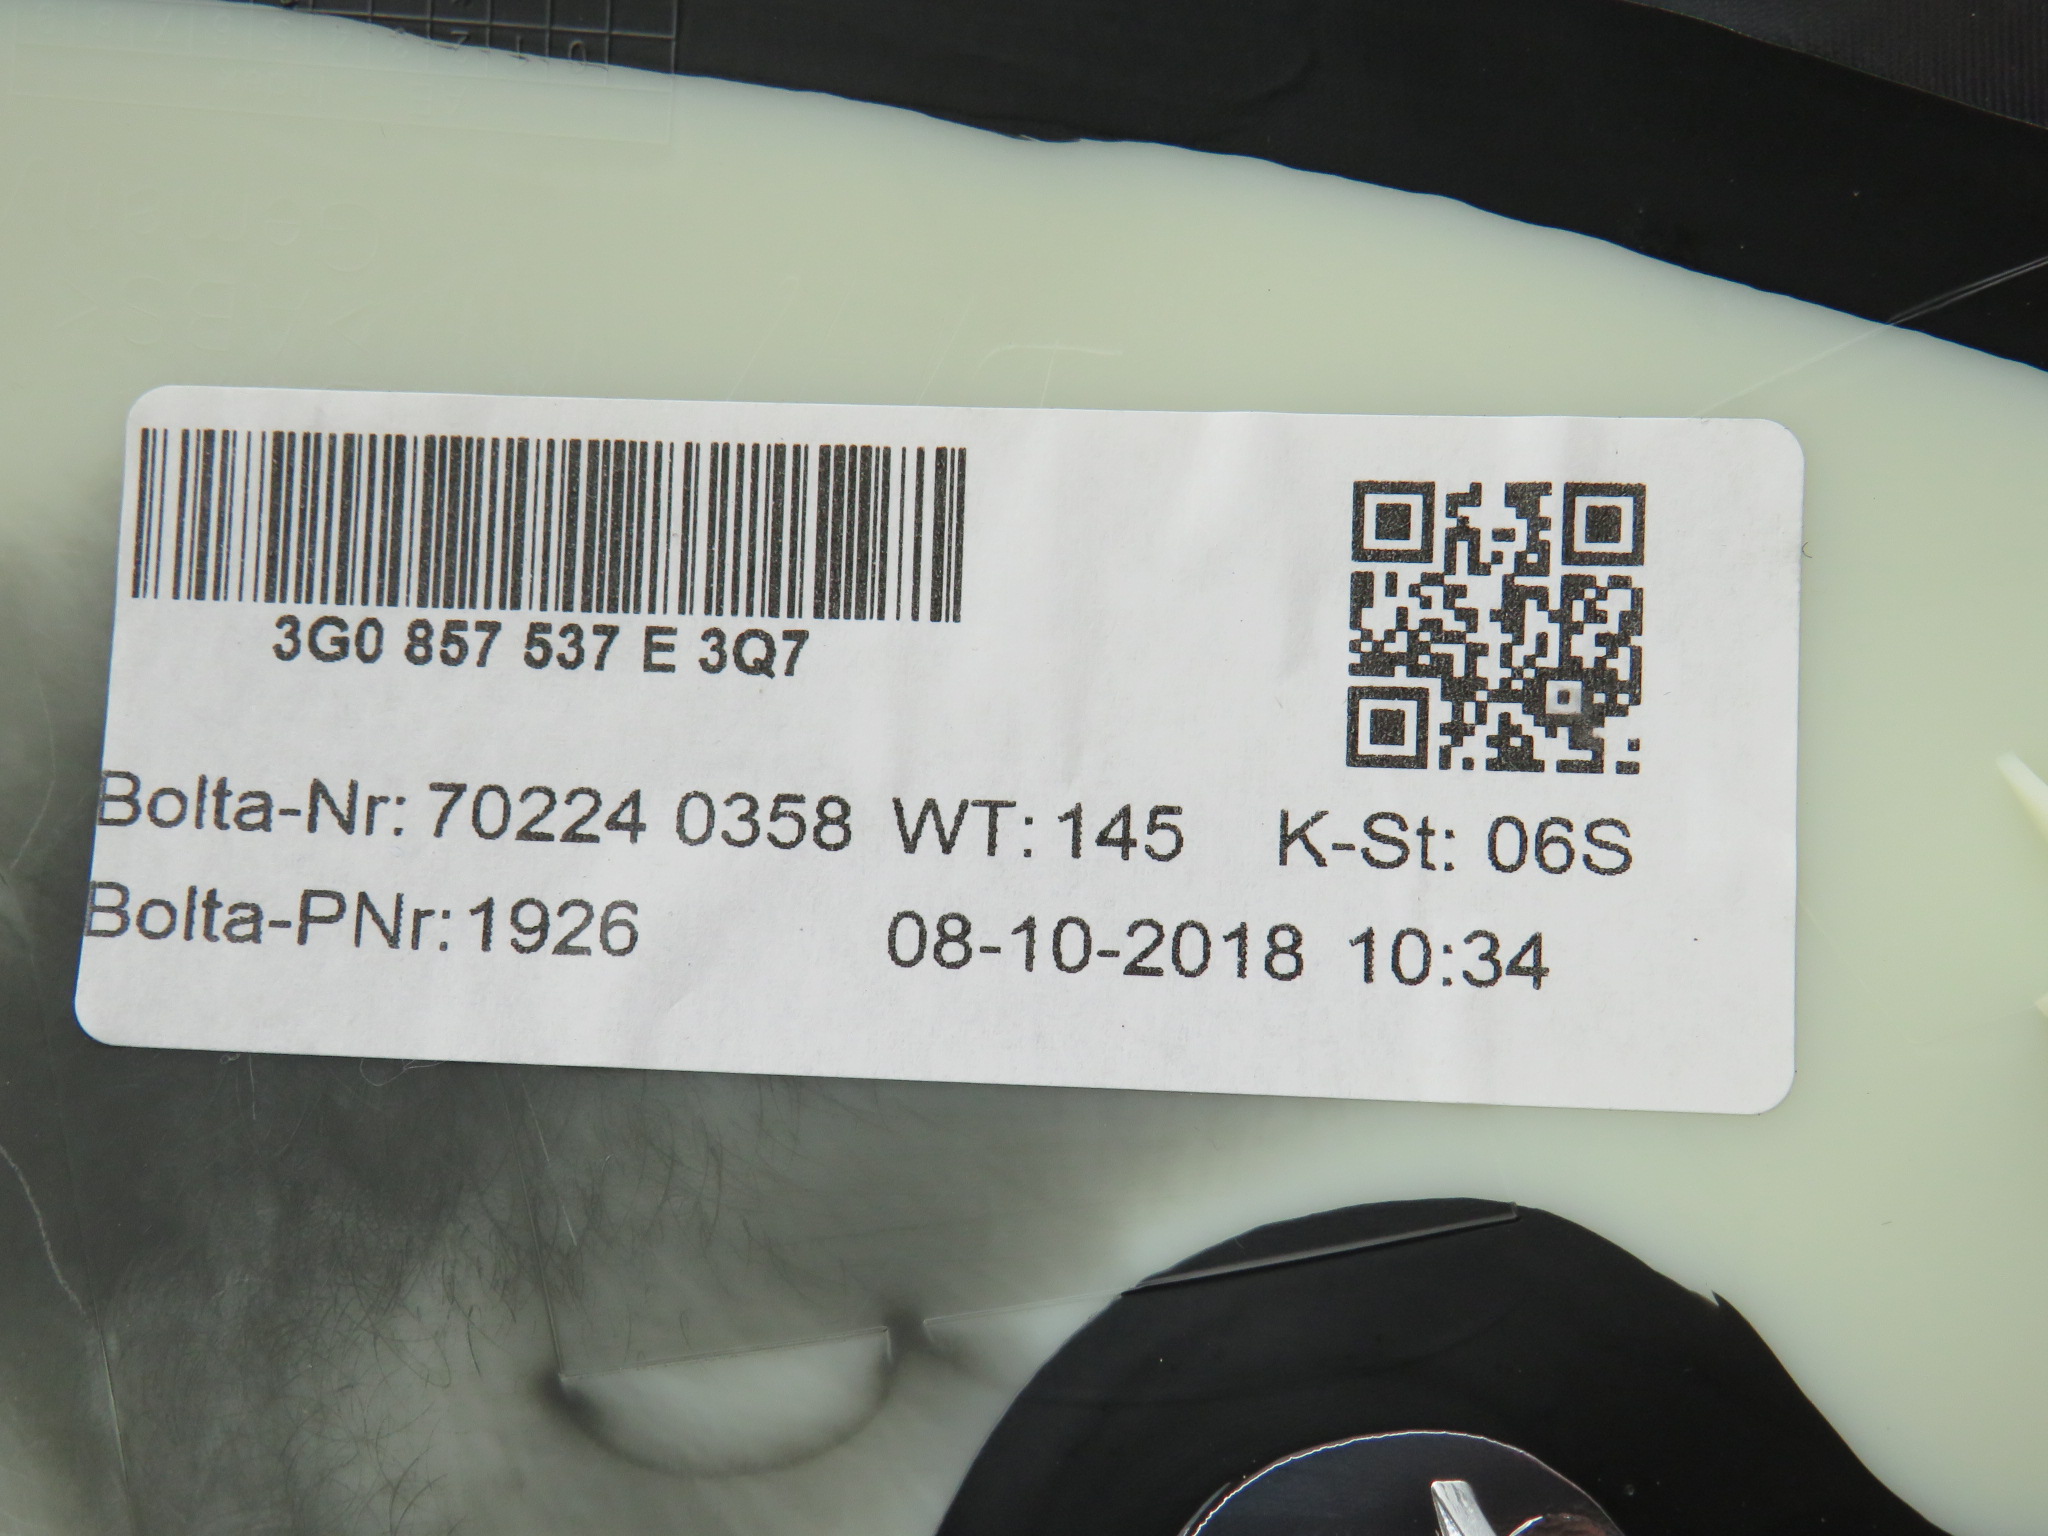 3G0 857 537 E 3Q7
Bolta-Nr: 70224 0358 WT: 145 K-St: 06S
Bolta-PNr: 1926 08-10-2018 10:34